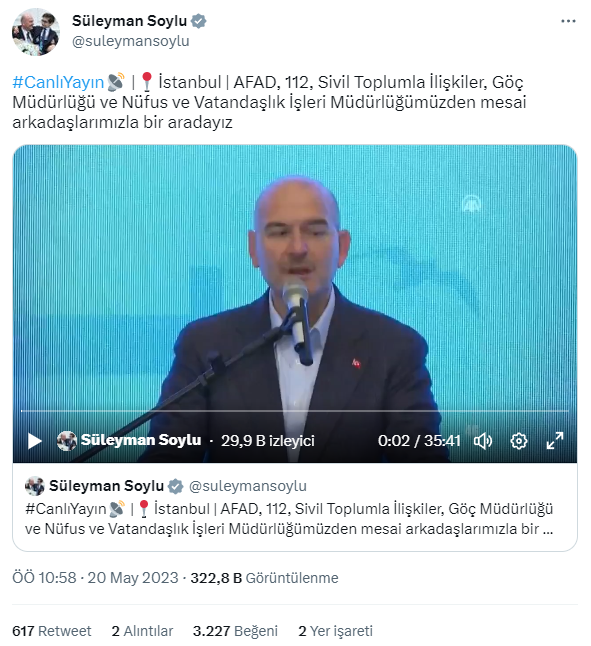 Süleyman Soylu
@suleymansoylu
#CanlıYayın📡 |📍İstanbul | AFAD, 112, Sivil Toplumla İlişkiler, Göç
Müdürlüğü ve Nüfus ve Vatandaşlık İşleri Müdürlüğümüzden mesai
arkadaşlarımızla bir aradayız
AA
Süleyman Soylu · 29,9 B izleyici 0:02 / 35:41
Süleyman Soylu @suleymansoylu
#CanlıYayın📡 |📍İstanbul | AFAD, 112, Sivil Toplumla İlişkiler, Göç Müdürlüğü
ve Nüfus ve Vatandaşlık İşleri Müdürlüğümüzden mesai arkadaşlarımızla bir ...
ÖÖ 10:58 · 20 May 2023 · 322,8 B Görüntülenme
617 Retweet 2 Alıntılar 3.227 Beğeni 2 Yer işareti